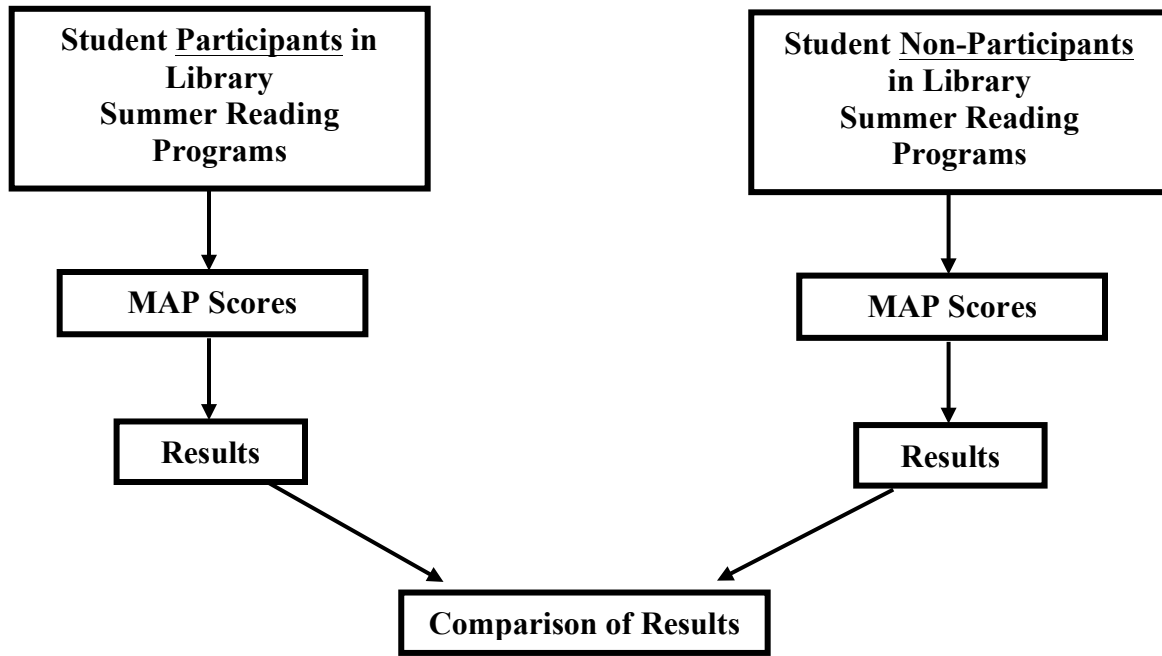 Student Participants in
Library
Summer Reading
Programs
Student Non-Participants
in Library
Summer Reading
Programs
MAP Scores
MAP Scores
Results
Results
Comparison of Results